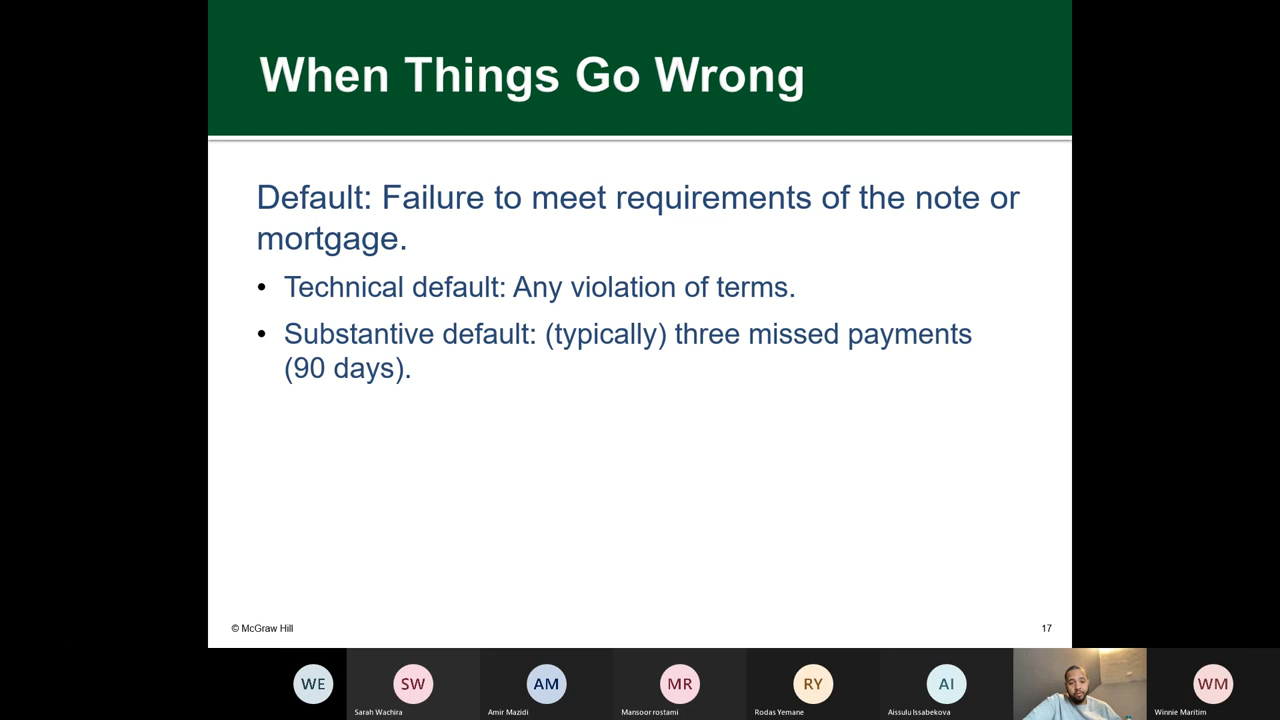 When Things Go Wrong
Default: Failure to meet requirements of the note or
mortgage.
• Technical default: Any violation of terms.
• Substantive default: (typically) three missed payments
(90 days).
© McGraw Hill
17
WE
SW
AM
MR
RY
AI
WM
Sarah Wachira
Amir Mazidi
Mansoor rostami
Rodas Yemane
Aissulu Issabekova
Winnie Maritim